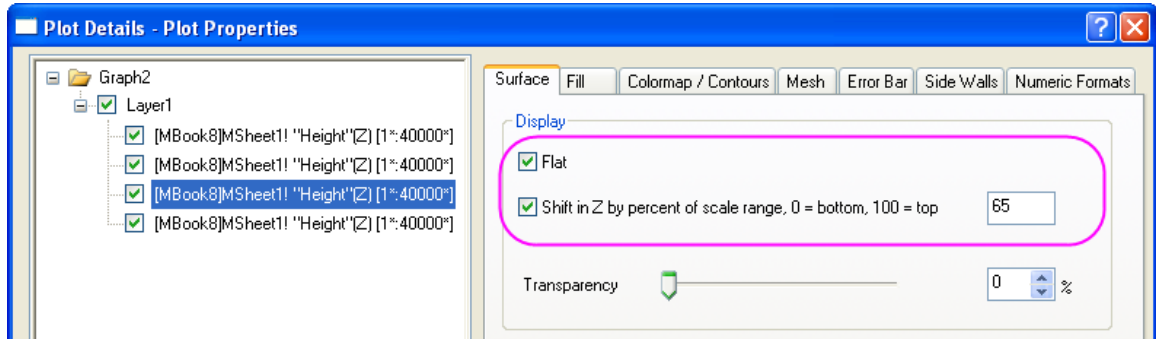 Plot Details - Plot Properties
Graph2
Layer1
[MBook8]MSheet1! "Height"(Z) [1*:40000*]
[MBook8]MSheet1! "Height"(Z) [1*:40000*]
[MBook8]MSheet1! "Height"(Z) [1*:40000*]
[MBook8]MSheet1! "Height"(Z) [1*:40000*]
Surface Fill Colormap / Contours Mesh Error Bar Side Walls Numeric Formats
Display
Flat
Shift in Z by percent of scale range, 0 = bottom, 100 = top 65
Transparency 0 %